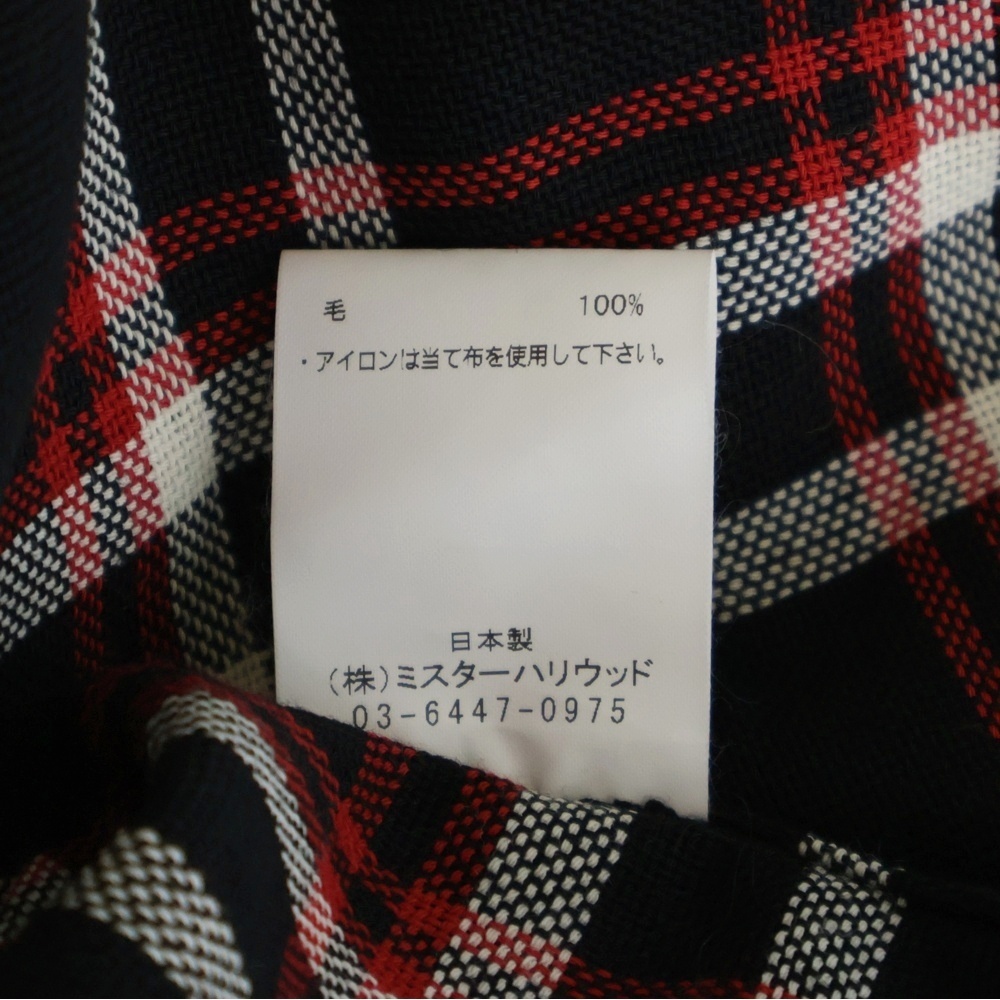 毛 100%
・アイロンは当て布を使用して下さい。
日本製
(株)ミスターハリウッド
03-6447-0975